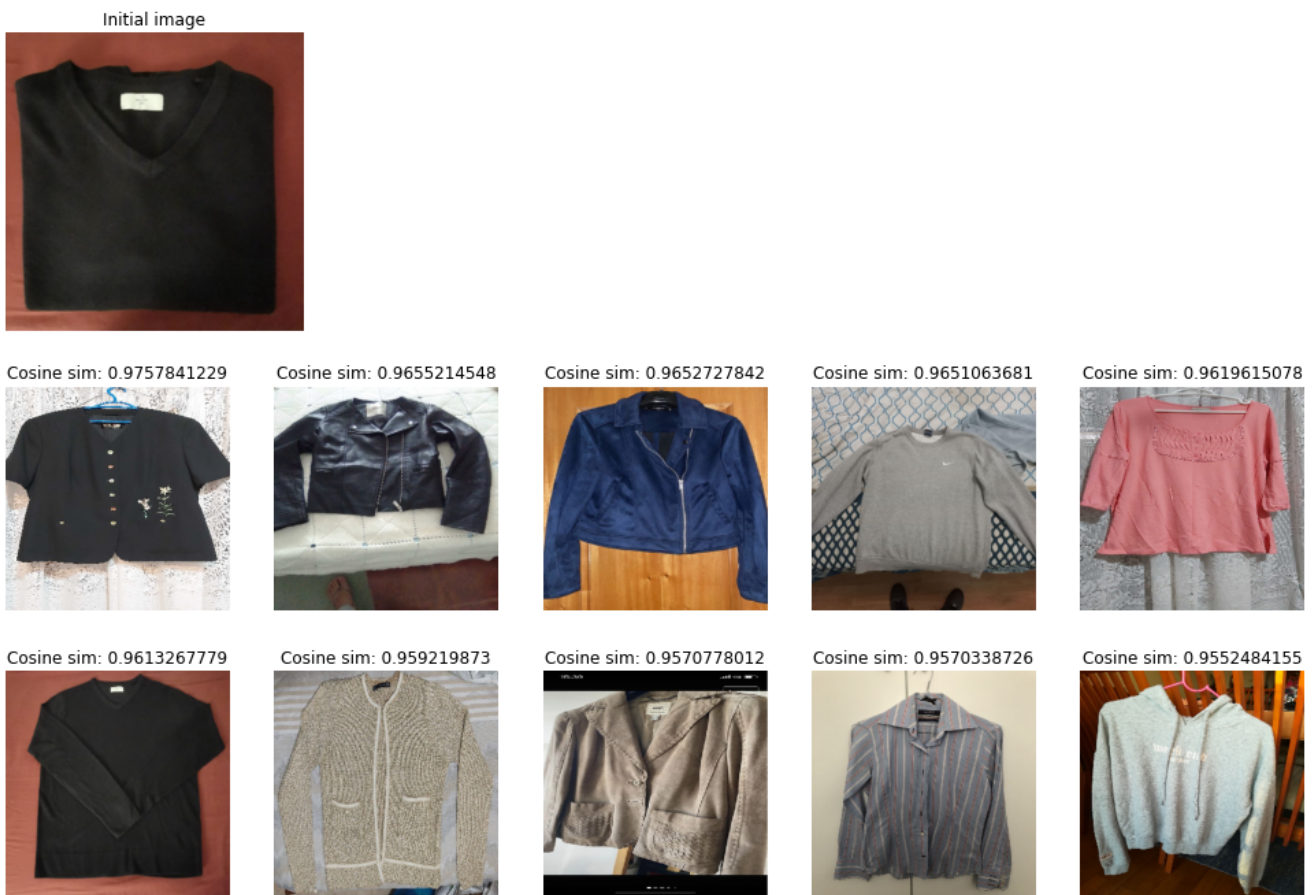 Initial image
Cosine sim: 0.9757841229
Cosine sim: 0.9655214548
Cosine sim: 0.9652727842
Cosine sim: 0.9651063681
Cosine sim: 0.9619615078
Cosine sim: 0.9613267779
Cosine sim: 0.959219873
Cosine sim: 0.9570778012
Cosine sim: 0.9570338726
Cosine sim: 0.9552484155